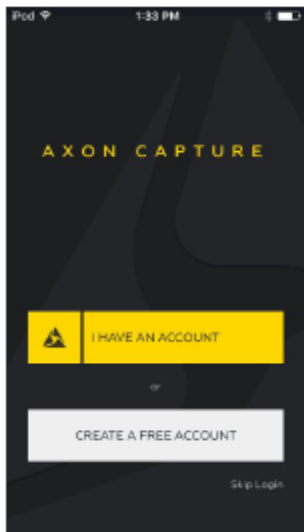 iPod 1:33 PM
AXON CAPTURE
I HAVE AN ACCOUNT
or
CREATE A FREE ACCOUNT
Skip Login